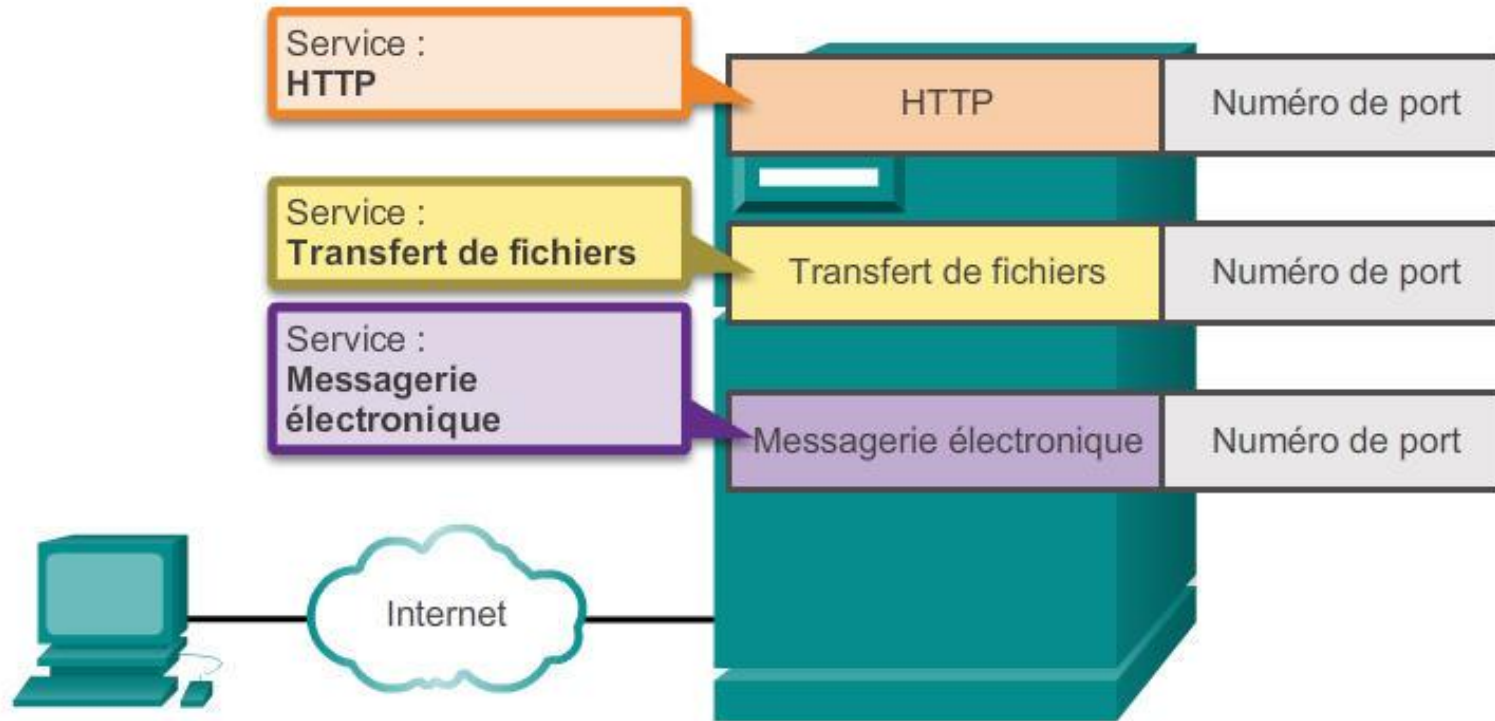 Service :
HTTP
HTTP
Numéro de port
Service :
Transfert de fichiers
Transfert de fichiers
Numéro de port
Service :
Messagerie
électronique
Messagerie électronique
Numéro de port
Internet